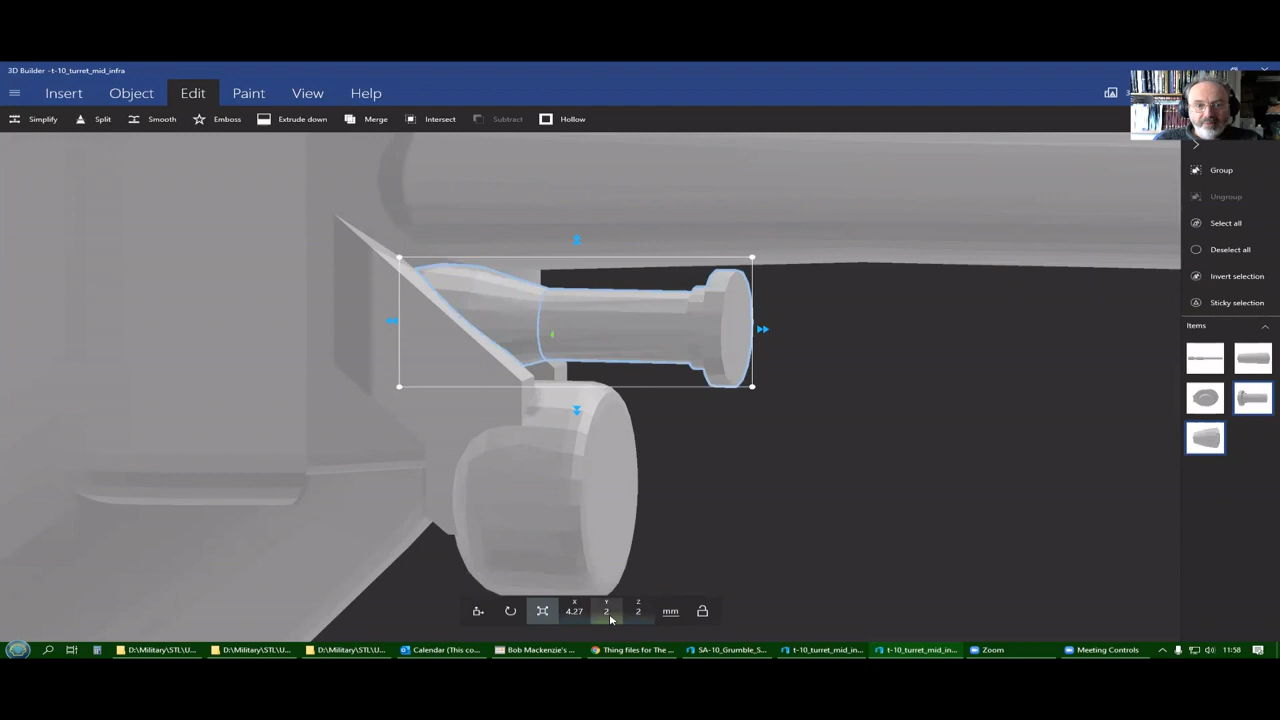 3D Builder - t-10_turret_mid_infra
Insert Object Edit Paint View Help
Simplify Split Smooth Emboss Extrude down Merge Intersect Subtract Hollow
Group
Ungroup
Select all
Deselect all
Invert selection
Sticky selection
Items
X Y Z
4.27 2 2 mm
D:\Military\STL\U... D:\Military\STL\U... D:\Military\STL\U... Calendar (This co... Bob Mackenzie's ... Thing files for The ... SA-10_Grumble_S... t-10_turret_mid_in... t-10_turret_mid_in... Zoom Meeting Controls 11:58